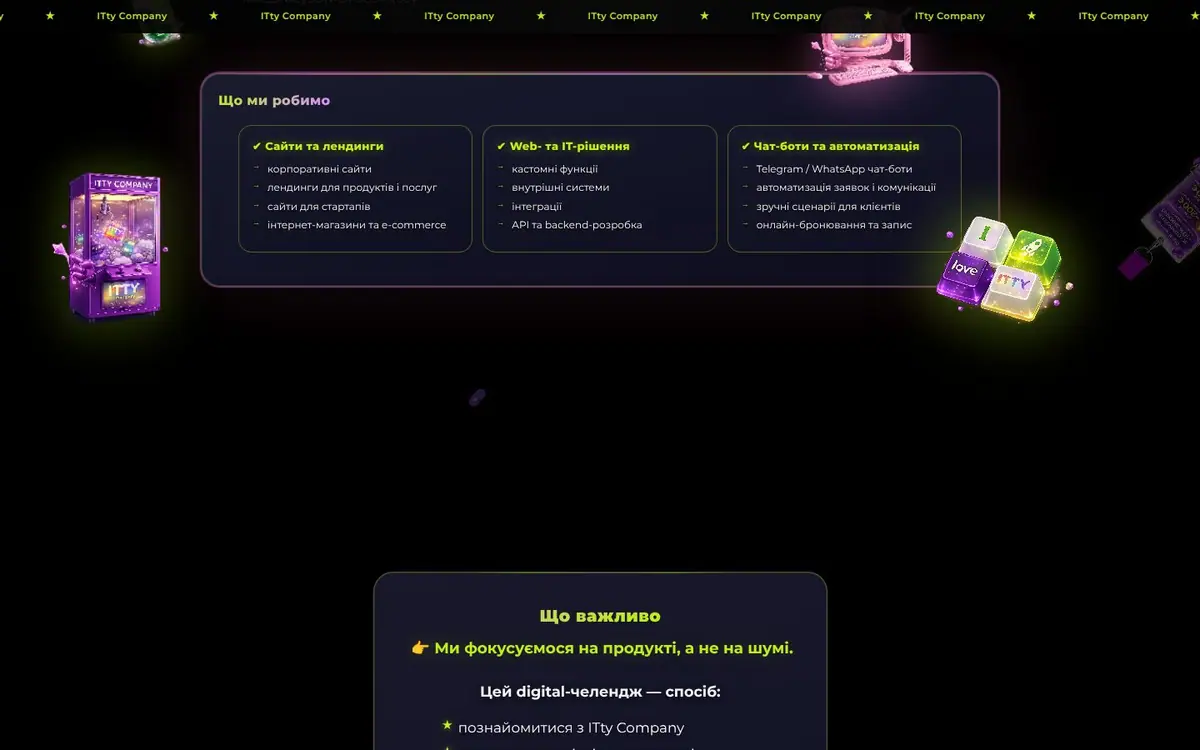 ITty Company ★ ITty Company ★ ITty Company ★ ITty Company ★ ITty Company ★ ITty Company ★ ITty Company
Що ми робимо
✔ Сайти та лендинги
→ корпоративні сайти
→ лендинги для продуктів і послуг
→ сайти для стартапів
→ інтернет-магазини та e-commerce
✔ Web- та IT-рішення
→ кастомні функції
→ внутрішні системи
→ інтеграції
→ API та backend-розробка
✔ Чат-боти та автоматизація
→ Telegram / WhatsApp чат-боти
→ автоматизація заявок і комунікації
→ зручні сценарії для клієнтів
→ онлайн-бронювання та запис
ITTY COMPANY
ITTY
I
love
ITTY
Що важливо
👉 Ми фокусуємося на продукті, а не на шумі.
Цей digital-челендж — спосіб:
★ познайомитися з ITty Company